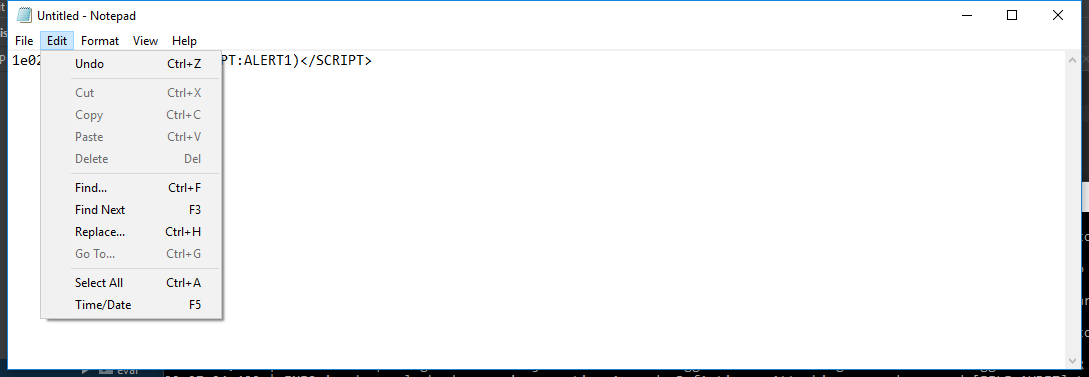 Untitled - Notepad
File Edit Format View Help
1e02 PT:ALERT1)</SCRIPT>
Undo Ctrl+Z
Cut Ctrl+X
Copy Ctrl+C
Paste Ctrl+V
Delete Del
Find... Ctrl+F
Find Next F3
Replace... Ctrl+H
Go To... Ctrl+G
Select All Ctrl+A
Time/Date F5
eval